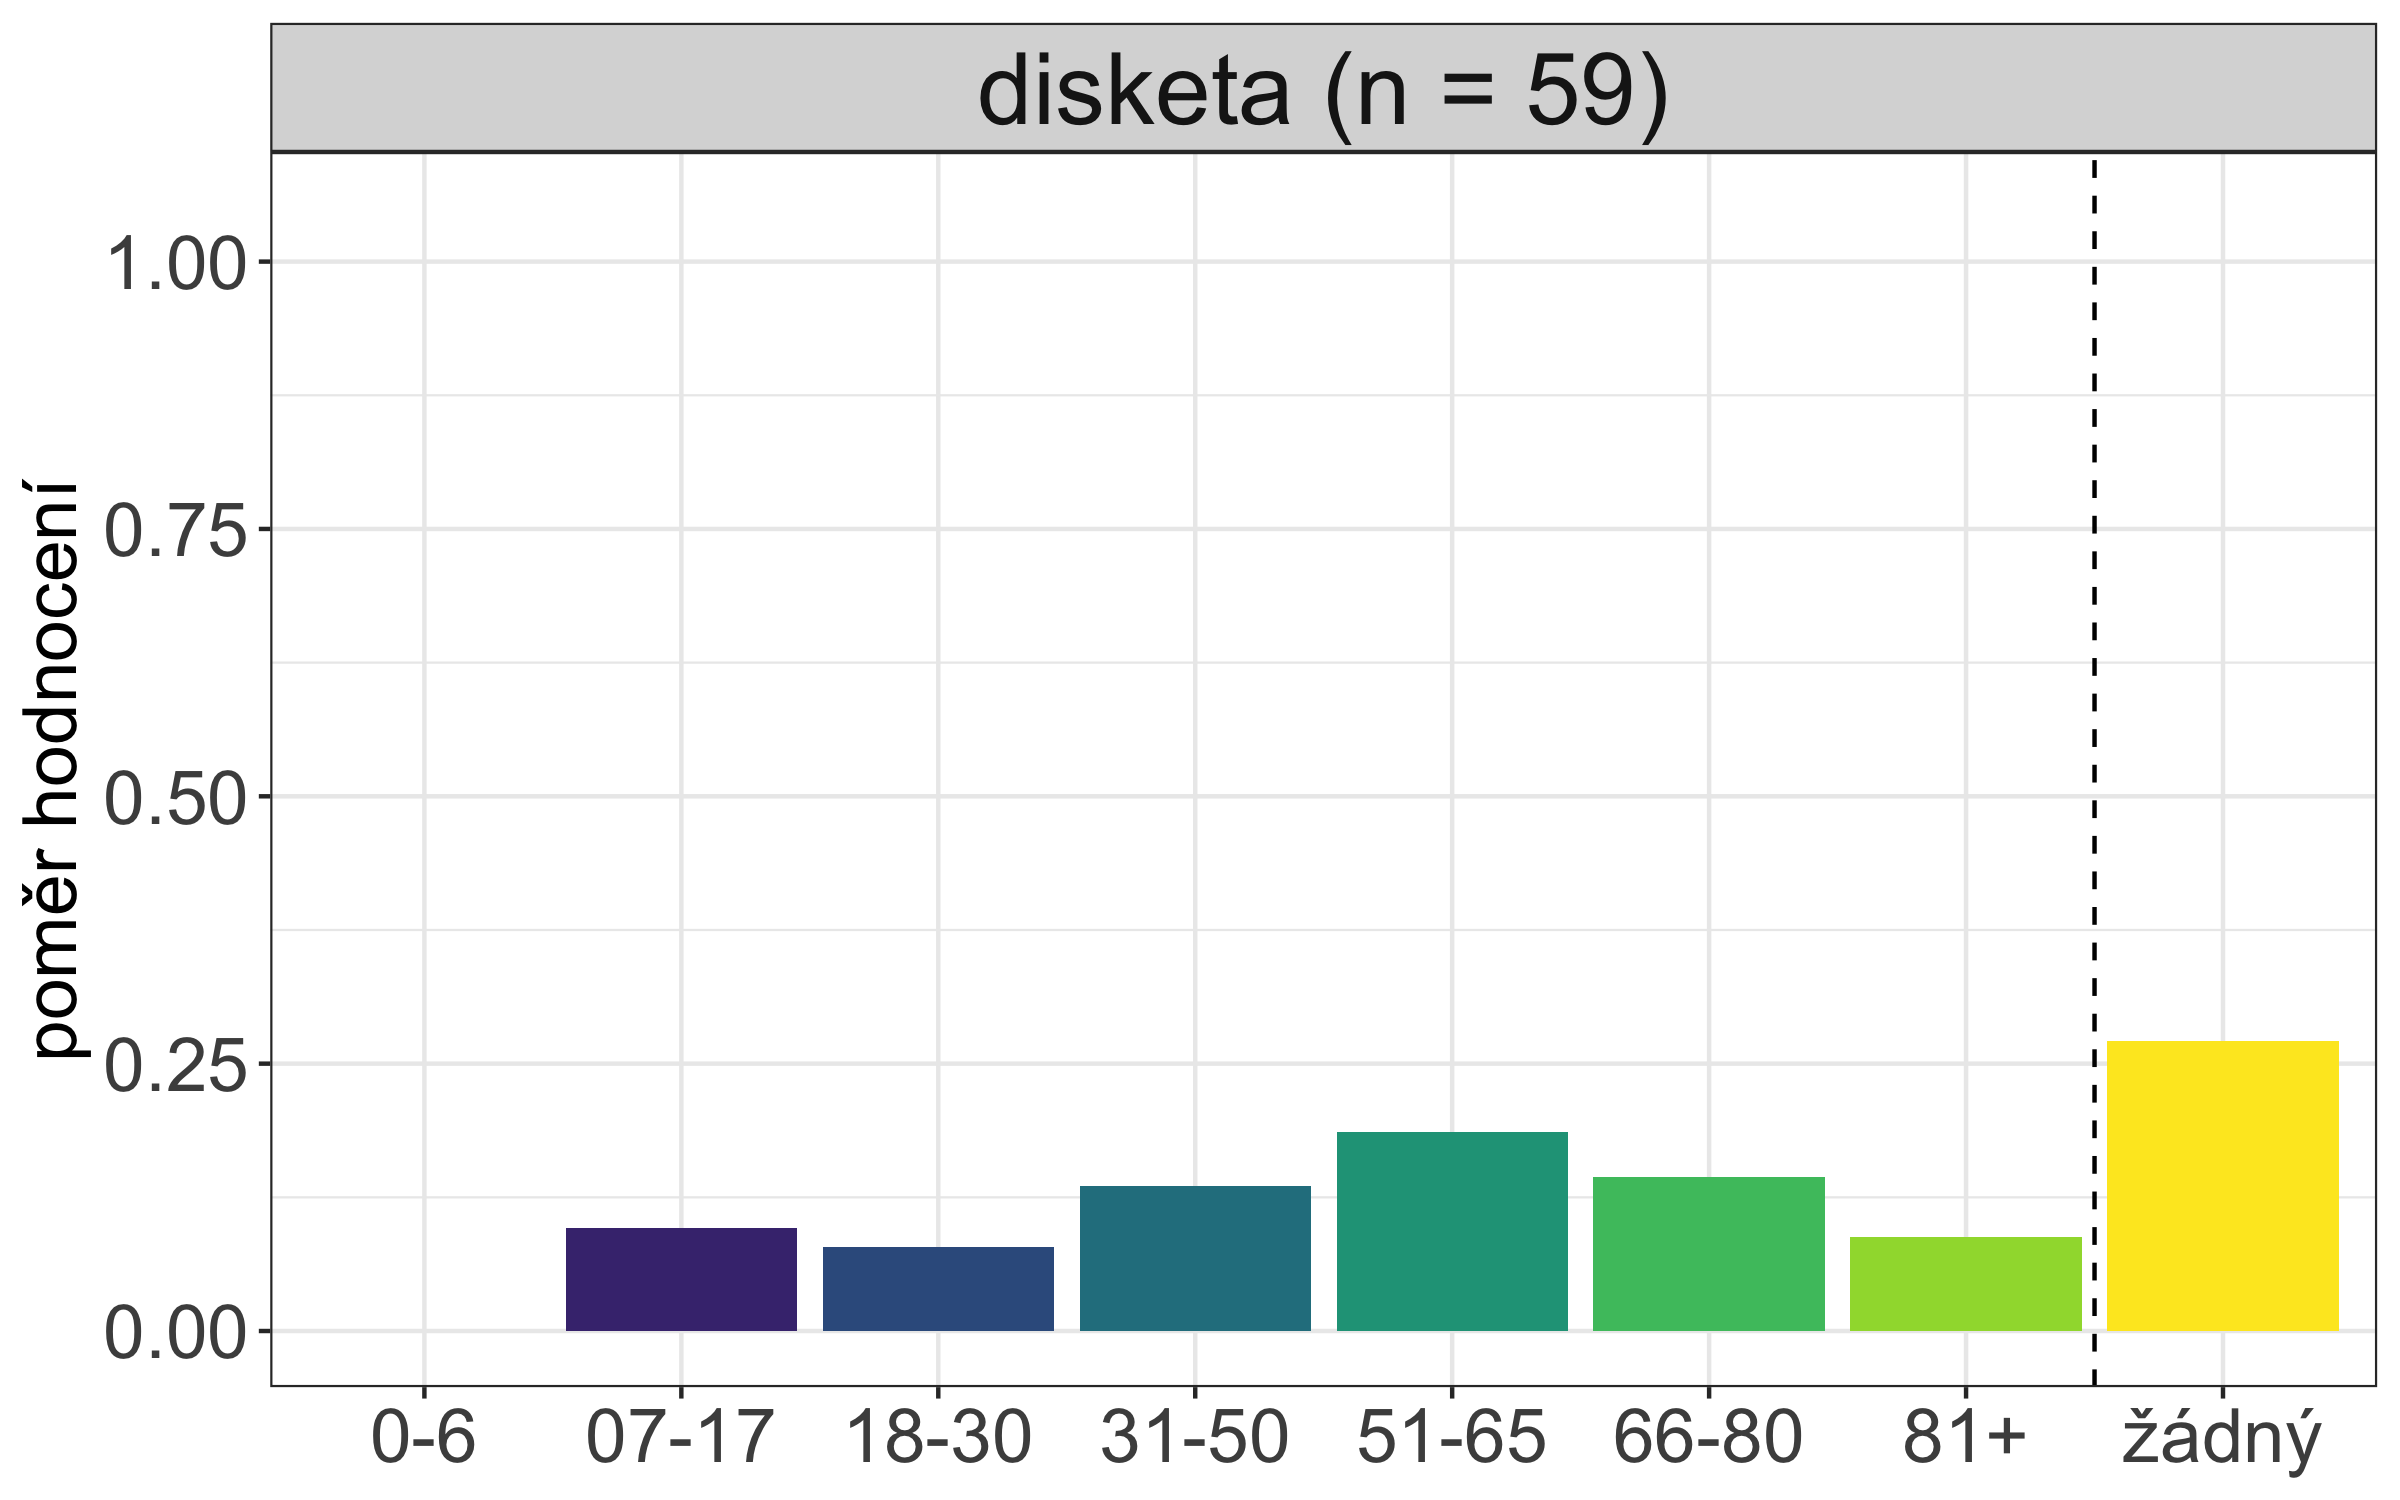 disketa (n = 59)
poměr hodnocení
1.00
0.75
0.50
0.25
0.00
0-6 07-17 18-30 31-50 51-65 66-80 81+ žádný